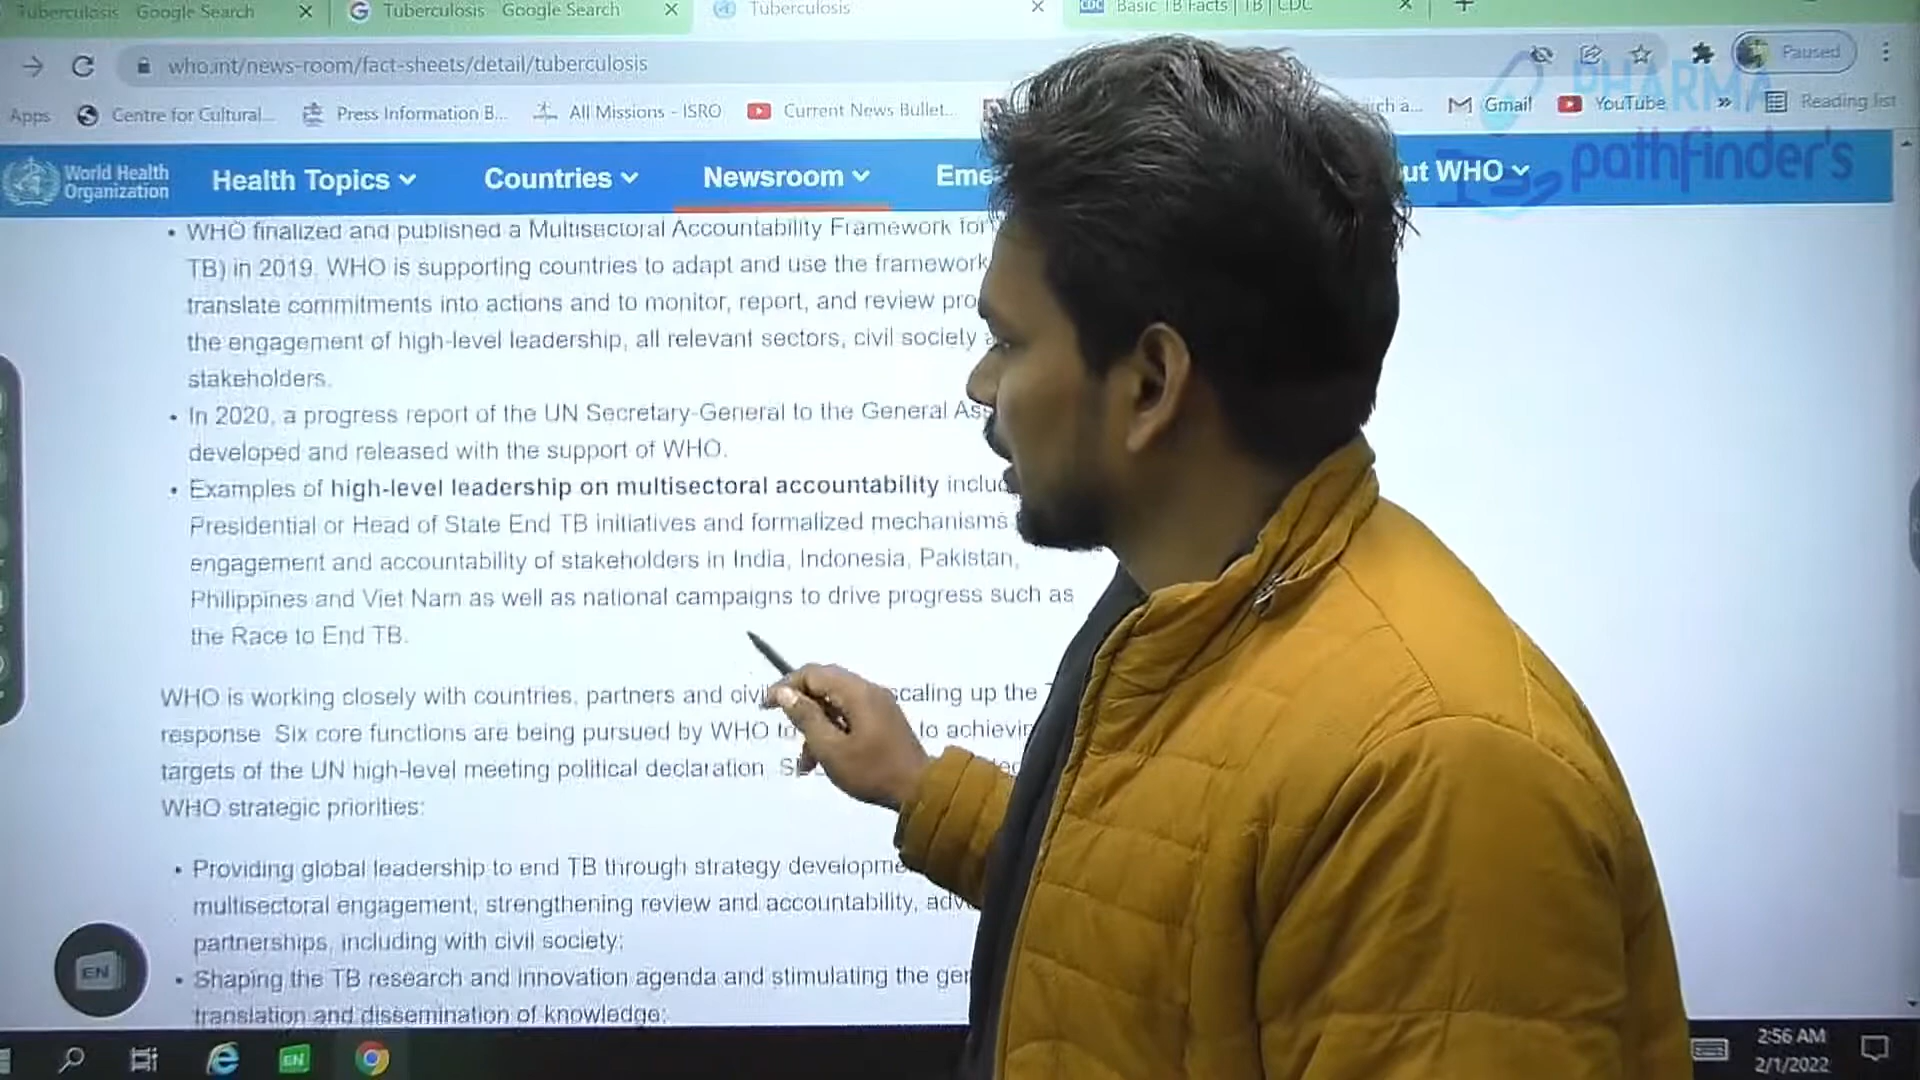 Tuberculosis - Google Search
Tuberculosis - Google Search
Tuberculosis
Basic TB Facts | TB | CDC
who.int/news-room/fact-sheets/detail/tuberculosis
Paused
Apps
Centre for Cultural...
Press Information B...
All Missions - ISRO
Current News Bullet...
Gmail
YouTube
»
Reading list
PHARMA
pathfinder's
World Health
Organization
Health Topics
Countries
Newsroom
Eme
ut WHO
• WHO finalized and published a Multisectoral Accountability Framework for
TB) in 2019. WHO is supporting countries to adapt and use the framework
translate commitments into actions and to monitor, report, and review pro
the engagement of high-level leadership, all relevant sectors, civil society a
stakeholders.
• In 2020, a progress report of the UN Secretary-General to the General Ass
developed and released with the support of WHO.
• Examples of high-level leadership on multisectoral accountability includ
Presidential or Head of State End TB initiatives and formalized mechanisms
engagement and accountability of stakeholders in India, Indonesia, Pakistan,
Philippines and Viet Nam as well as national campaigns to drive progress such as
the Race to End TB.
WHO is working closely with countries, partners and civil scaling up the T
response. Six core functions are being pursued by WHO to to achievin
targets of the UN high-level meeting political declaration
WHO strategic priorities:
• Providing global leadership to end TB through strategy developme
multisectoral engagement, strengthening review and accountability, adv
partnerships, including with civil society;
• Shaping the TB research and innovation agenda and stimulating the ger
translation and dissemination of knowledge;
EN
EN
2:56 AM
2/1/2022